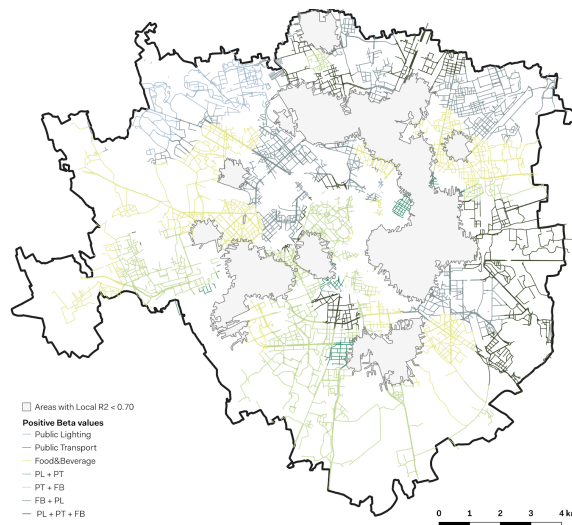 Areas with Local R2 < 0.70
Positive Beta values
Public Lighting
Public Transport
Food&Beverage
PL + PT
PT + FB
FB + PL
PL + PT + FB
0 1 2 3 4 km